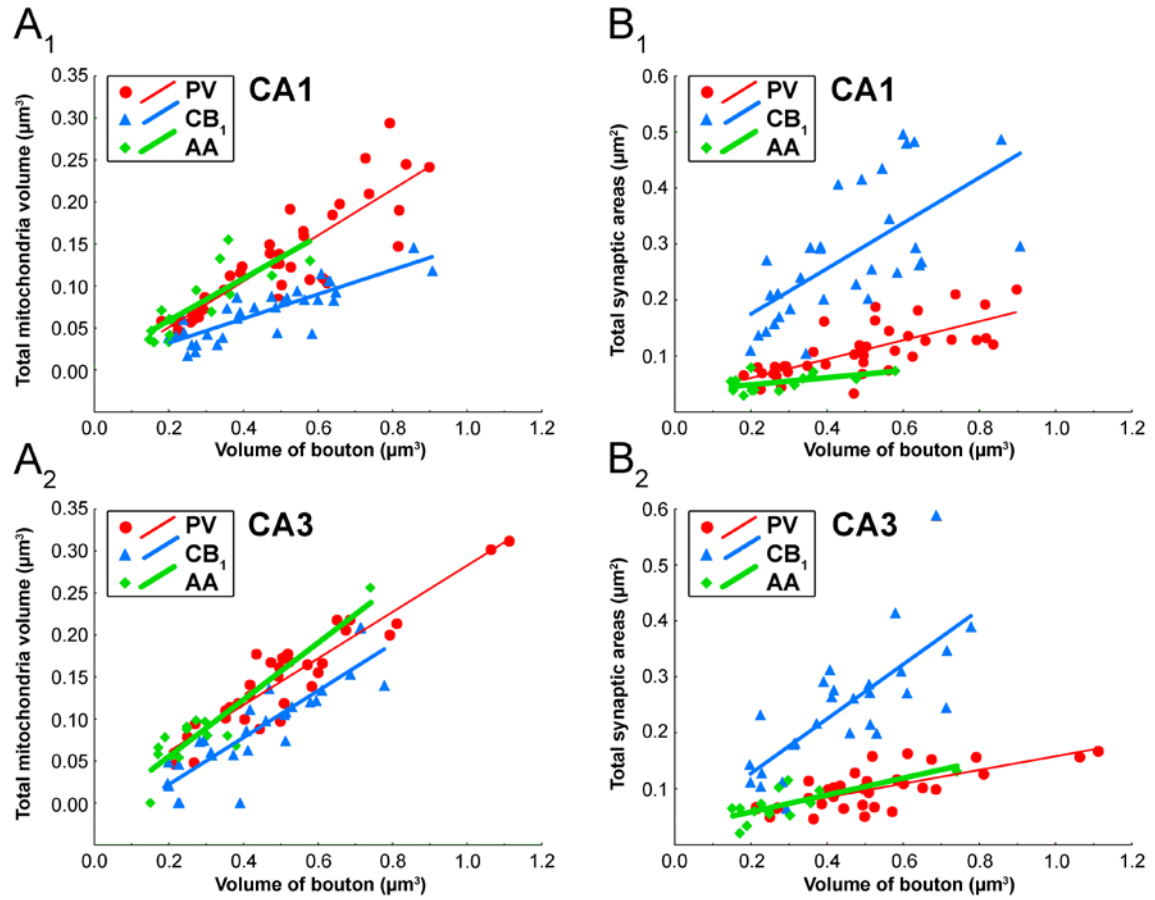 A1
0.35
0.30
0.25
0.20
0.15
0.10
0.05
0.00
Total mitochondria volume (µm³)
PV
CB1
AA
CA1
0.0 0.2 0.4 0.6 0.8 1.0 1.2
Volume of bouton (µm³)
B1
0.6
0.5
0.4
0.3
0.2
0.1
Total synaptic areas (µm²)
PV
CB1
AA
CA1
0.0 0.2 0.4 0.6 0.8 1.0 1.2
Volume of bouton (µm³)
A2
0.35
0.30
0.25
0.20
0.15
0.10
0.05
0.00
Total mitochondria volume (µm³)
PV
CB1
AA
CA3
0.0 0.2 0.4 0.6 0.8 1.0 1.2
Volume of bouton (µm³)
B2
0.6
0.5
0.4
0.3
0.2
0.1
Total synaptic areas (µm²)
PV
CB1
AA
CA3
0.0 0.2 0.4 0.6 0.8 1.0 1.2
Volume of bouton (µm³)